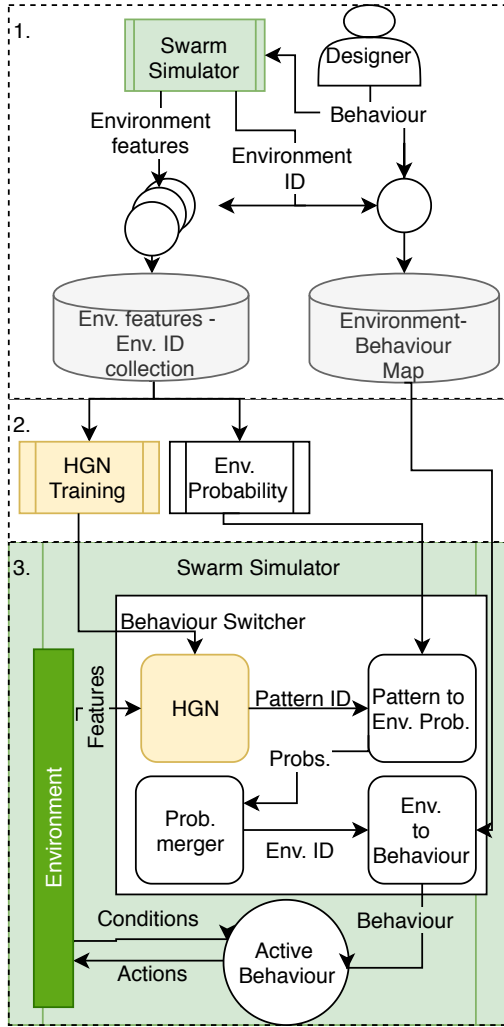 1.
Swarm
Simulator
Designer
Environment
features
Behaviour
Environment
ID
Env. features -
Env. ID
collection
Environment-
Behaviour
Map
2.
HGN
Training
Env.
Probability
3.
Swarm Simulator
Behaviour Switcher
Environment
Features
HGN
Pattern ID
Pattern to
Env. Prob.
Probs.
Prob.
merger
Env. ID
Env.
to
Behaviour
Conditions
Behaviour
Actions
Active
Behaviour